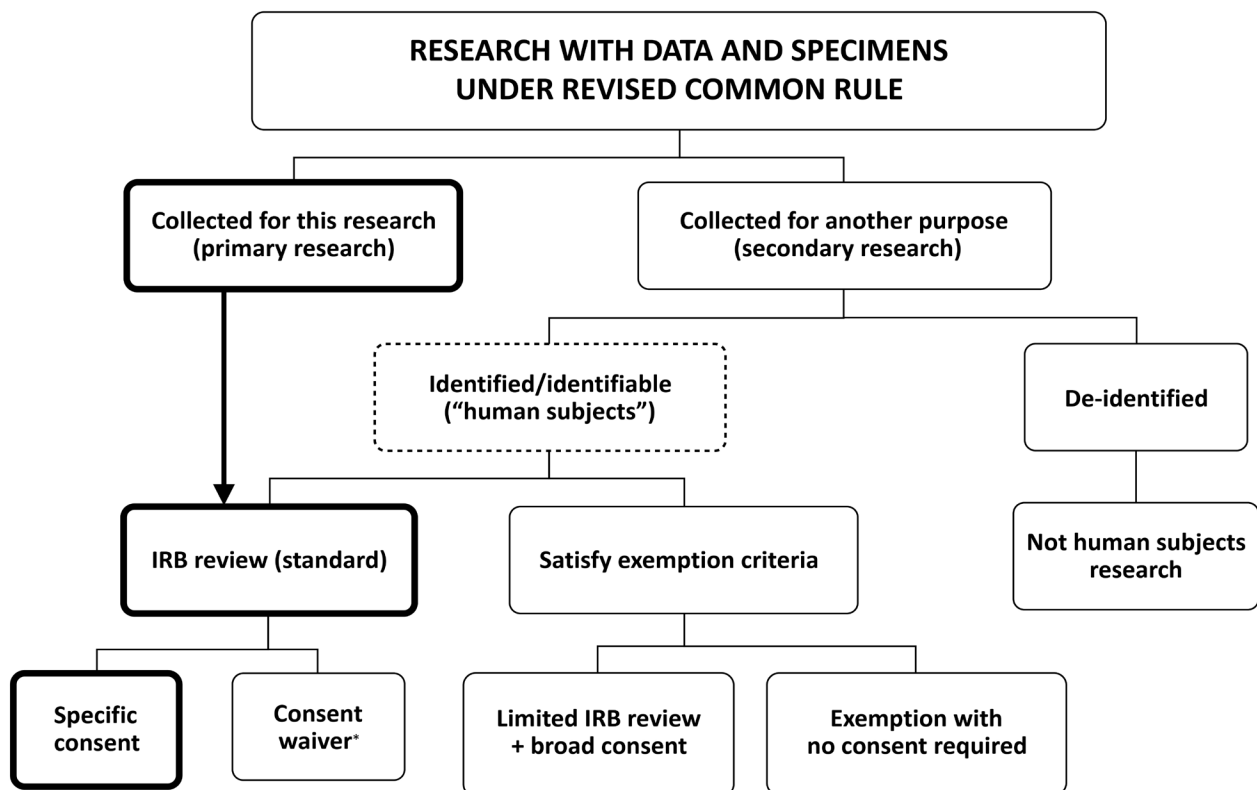 RESEARCH WITH DATA AND SPECIMENS
UNDER REVISED COMMON RULE
Collected for this research
(primary research)
Collected for another purpose
(secondary research)
Identified/identifiable
(“human subjects”)
De-identified
IRB review (standard)
Satisfy exemption criteria
Not human subjects
research
Specific
consent
Consent
waiver*
Limited IRB review
+ broad consent
Exemption with
no consent required